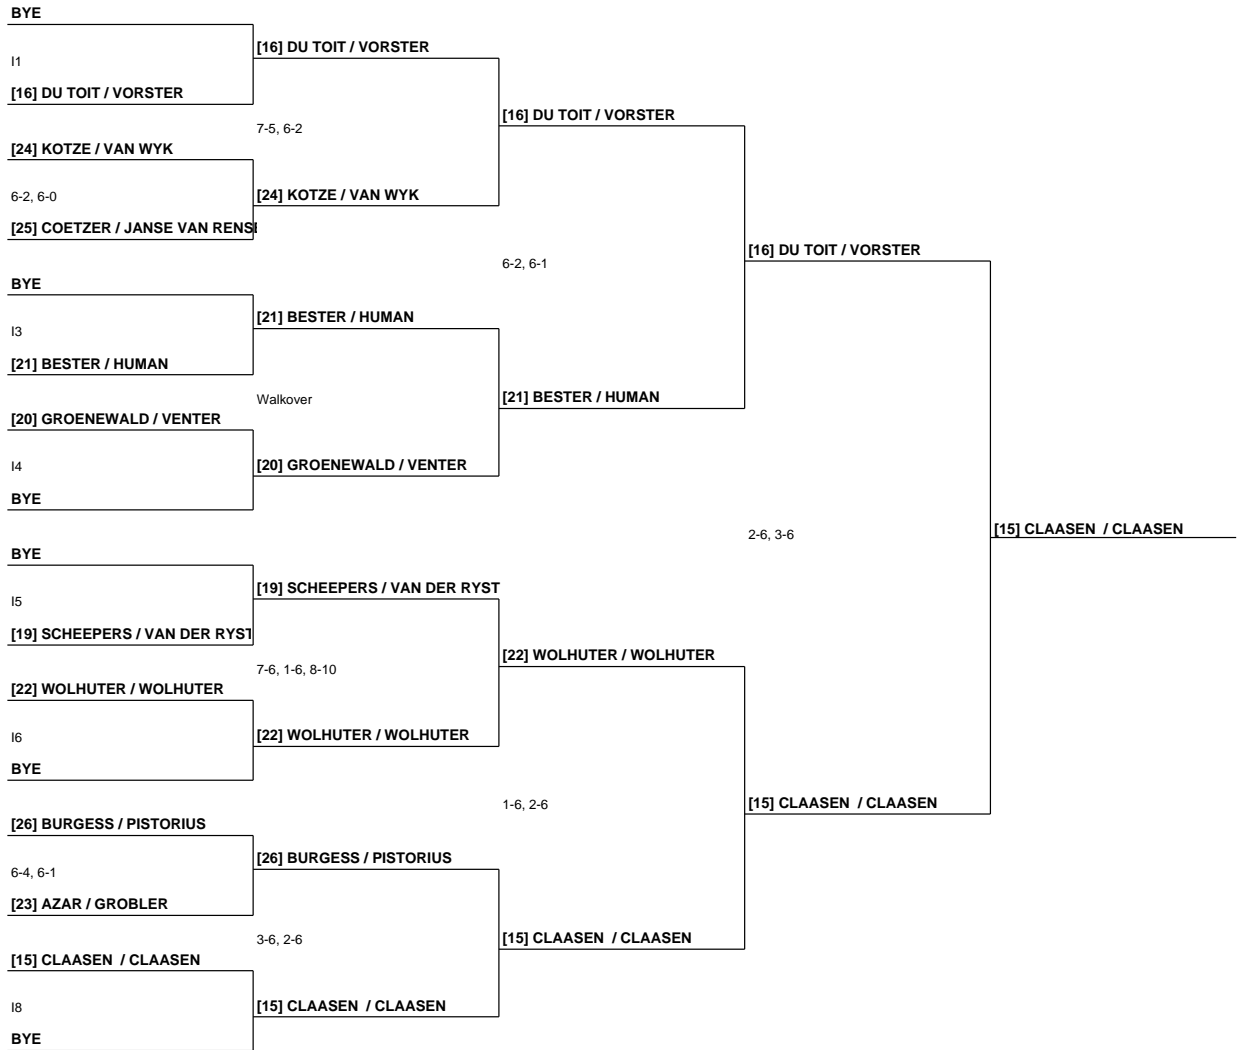 BYE
[16] DU TOIT / VORSTER
I1
[16] DU TOIT / VORSTER
[16] DU TOIT / VORSTER
7-5, 6-2
[24] KOTZE / VAN WYK
6-2, 6-0
[24] KOTZE / VAN WYK
[25] COETZER / JANSE VAN RENSB
[16] DU TOIT / VORSTER
6-2, 6-1
BYE
[21] BESTER / HUMAN
I3
[21] BESTER / HUMAN
[21] BESTER / HUMAN
Walkover
[20] GROENEWALD / VENTER
I4
[20] GROENEWALD / VENTER
BYE
[15] CLAASEN / CLAASEN
2-6, 3-6
BYE
[19] SCHEEPERS / VAN DER RYST
I5
[19] SCHEEPERS / VAN DER RYST
[22] WOLHUTER / WOLHUTER
7-6, 1-6, 8-10
[22] WOLHUTER / WOLHUTER
I6
[22] WOLHUTER / WOLHUTER
BYE
1-6, 2-6
[15] CLAASEN / CLAASEN
[26] BURGESS / PISTORIUS
[26] BURGESS / PISTORIUS
6-4, 6-1
[23] AZAR / GROBLER
3-6, 2-6
[15] CLAASEN / CLAASEN
[15] CLAASEN / CLAASEN
I8
[15] CLAASEN / CLAASEN
BYE